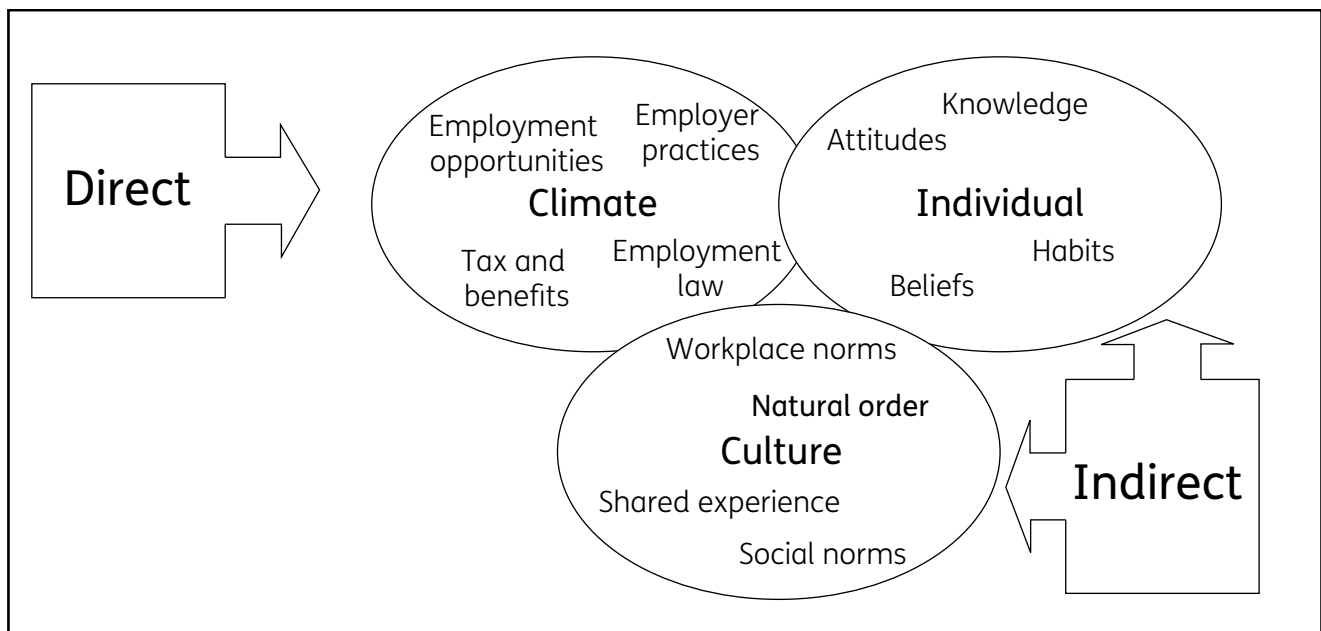 Direct
Employment
opportunities
Employer
practices
Climate
Tax and
benefits
Employment
law
Knowledge
Attitudes
Individual
Habits
Beliefs
Workplace norms
Natural order
Culture
Shared experience
Social norms
Indirect